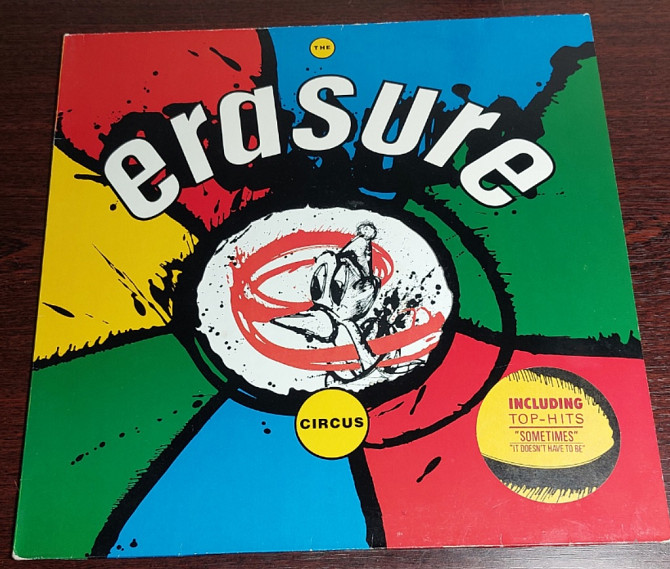 THE
erasure
CIRCUS
INCLUDING
TOP-HITS
"SOMETIMES"
"IT DOESN'T HAVE TO BE"